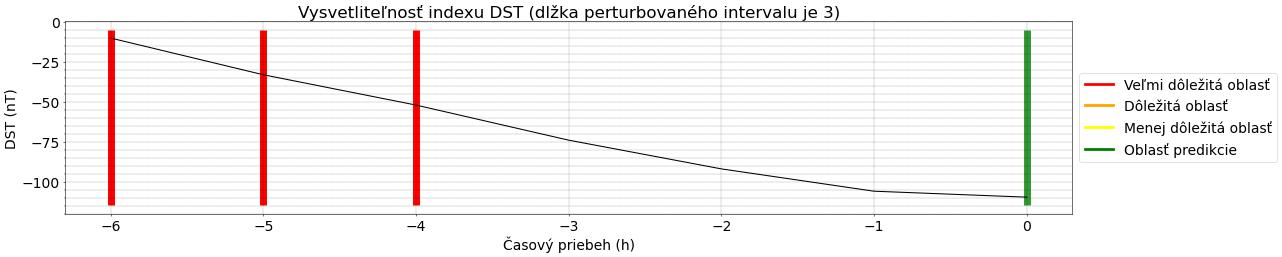 Vysvetliteľnosť indexu DST (dĺžka perturbovaného intervalu je 3)
DST (nT)
0
−25
−50
−75
−100
−6 −5 −4 −3 −2 −1 0
Časový priebeh (h)
Veľmi dôležitá oblasť
Dôležitá oblasť
Menej dôležitá oblasť
Oblasť predikcie